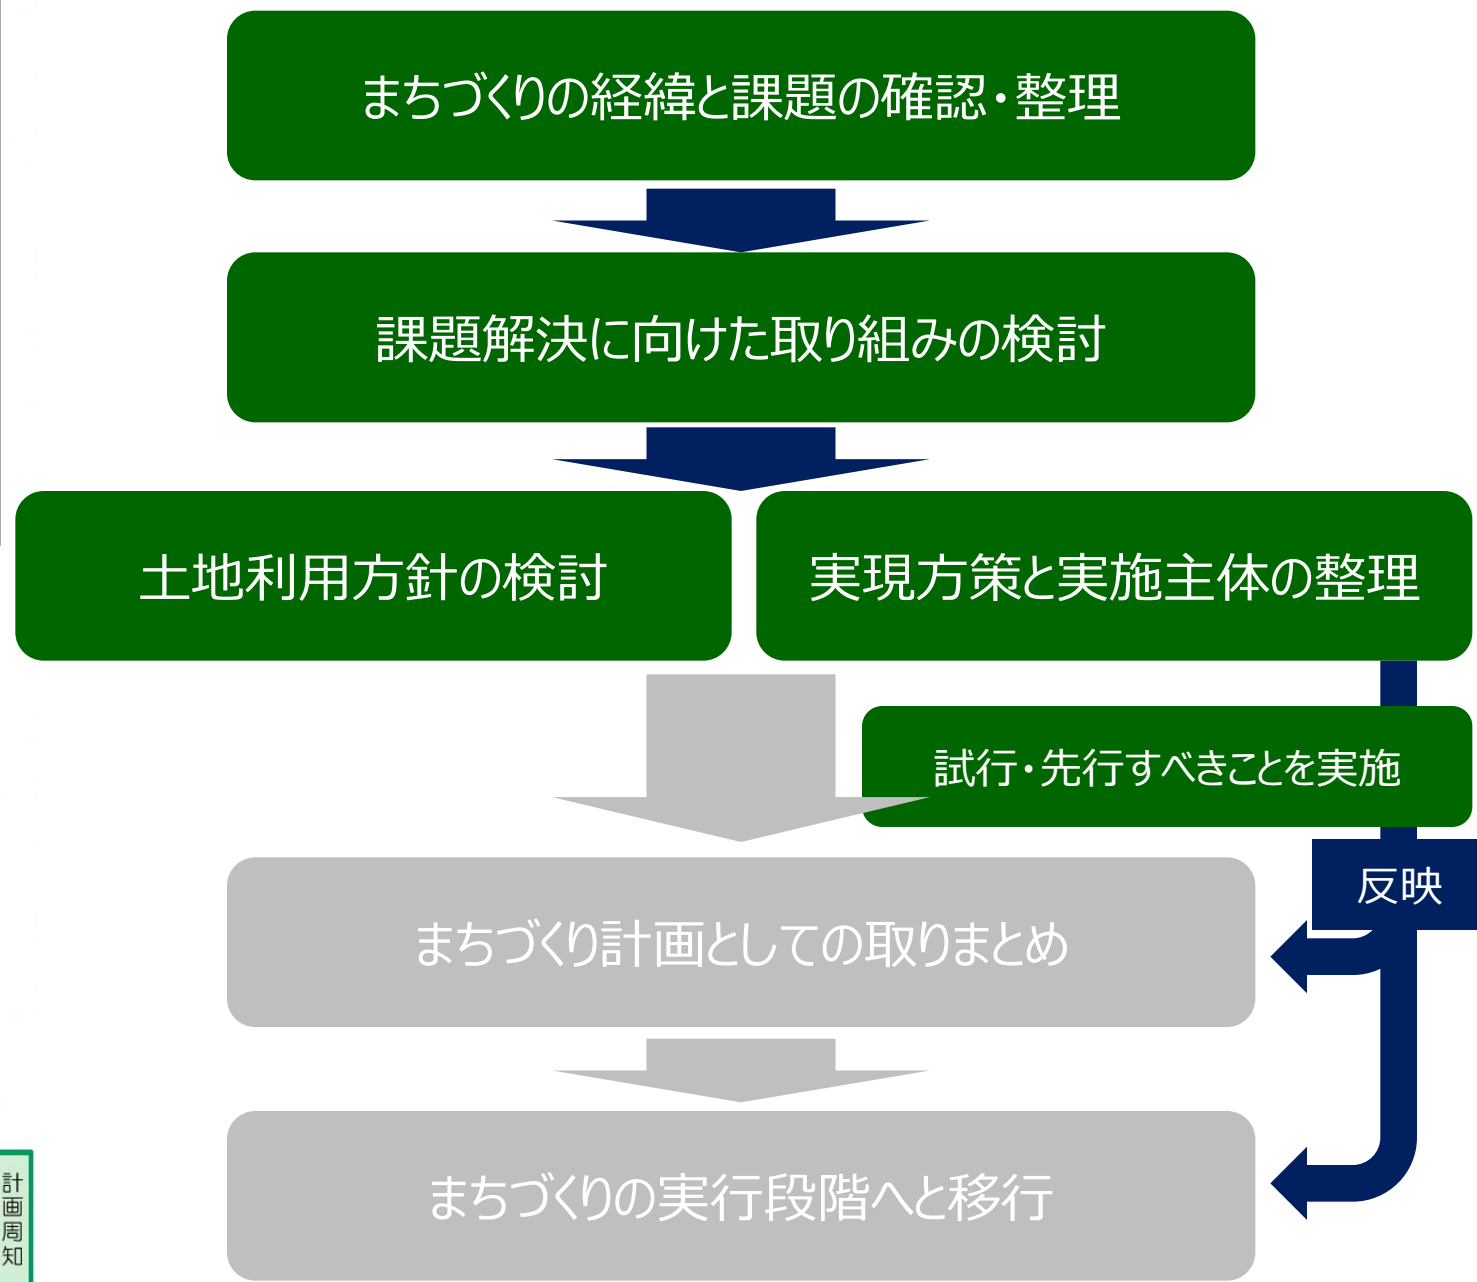 まちづくりの経緯と課題の確認・整理
課題解決に向けた取り組みの検討
土地利用方針の検討
実現方策と実施主体の整理
試行・先行すべきことを実施
反映
まちづくり計画としての取りまとめ
まちづくりの実行段階へと移行
計画周知